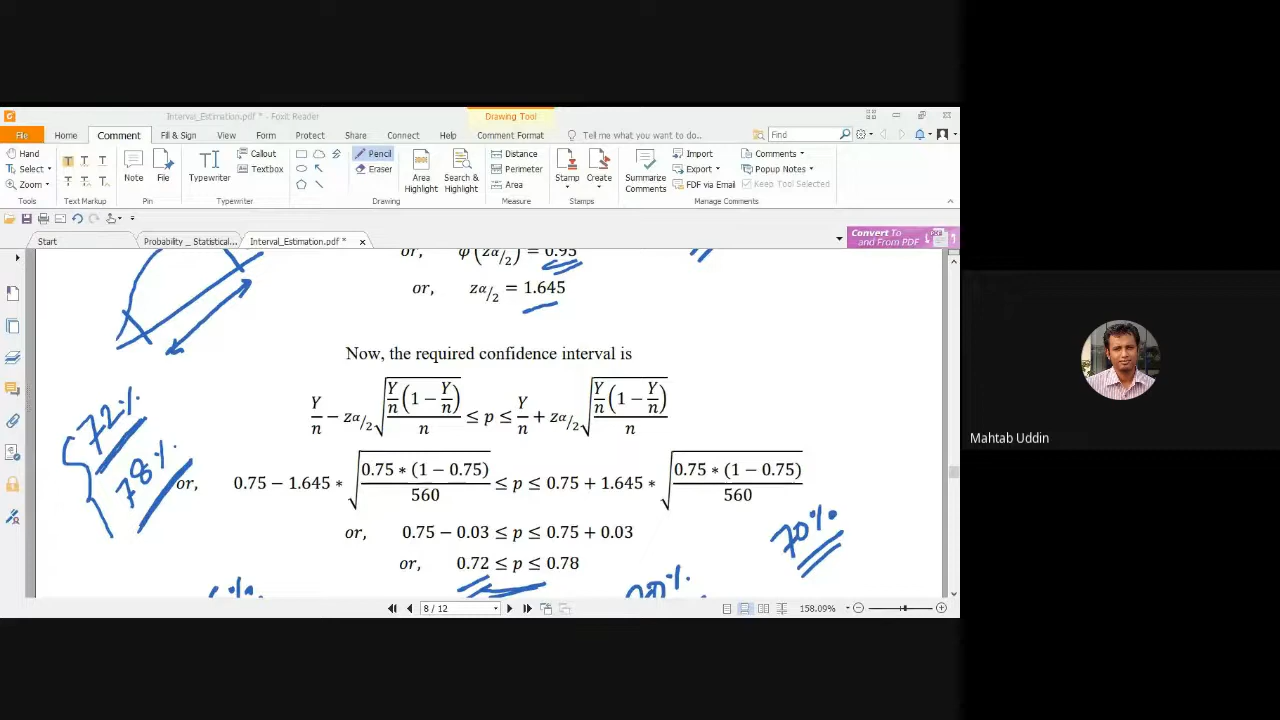 Interval_Estimation.pdf * - Foxit Reader
Drawing Tool
File Home Comment Fill & Sign View Form Protect Share Connect Help Comment Format Tell me what you want to do.. Find
Hand
Select
Zoom
Tools
T T T
T T T
Text Markup
Note
File
Pin
Typewriter
Callout
Textbox
Typewriter
Pencil
Eraser
Drawing
Area Highlight
Search & Highlight
Distance
Perimeter
Area
Measure
Stamp
Create
Stamps
Summarize Comments
Import
Export
FDF via Email
Comments
Popup Notes
Keep Tool Selected
Manage Comments
Start Probability _ Statistical... Interval_Estimation.pdf *
Convert To and From PDF
or, φ(zα/2) = 0.95
or, zα/2 = 1.645
Now, the required confidence interval is
Y/n − zα/2 √(Y/n (1 − Y/n) / n) ≤ p ≤ Y/n + zα/2 √(Y/n (1 − Y/n) / n)
72%
78%
or, 0.75 − 1.645 ∗ √(0.75 ∗ (1 − 0.75) / 560) ≤ p ≤ 0.75 + 1.645 ∗ √(0.75 ∗ (1 − 0.75) / 560)
or, 0.75 − 0.03 ≤ p ≤ 0.75 + 0.03
70%
or, 0.72 ≤ p ≤ 0.78
8 / 12
158.09%
Mahtab Uddin